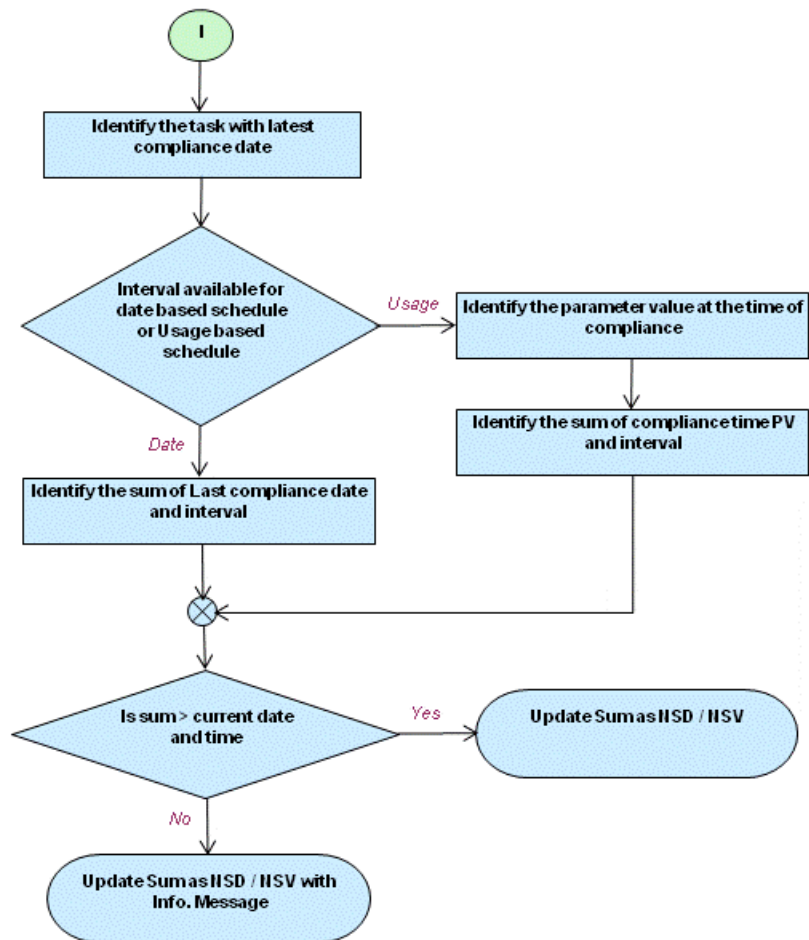 I
Identify the task with latest
compliance date
Interval available for
date based schedule
or Usage based
schedule
Usage
Identify the parameter value at the time of
compliance
Identify the sum of compliance time PV
and interval
Date
Identify the sum of Last compliance date
and interval
Is sum > current date
and time
Yes
Update Sum as NSD / NSV
No
Update Sum as NSD / NSV with
Info. Message